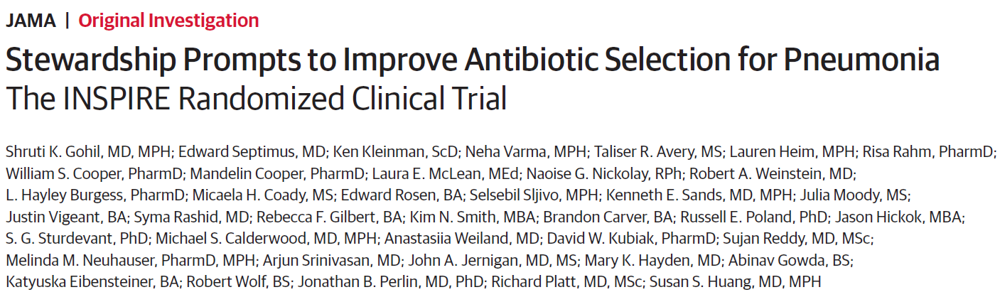 JAMA | Original Investigation
Stewardship Prompts to Improve Antibiotic Selection for Pneumonia
The INSPIRE Randomized Clinical Trial
Shruti K. Gohil, MD, MPH; Edward Septimus, MD; Ken Kleinman, ScD; Neha Varma, MPH; Taliser R. Avery, MS; Lauren Heim, MPH; Risa Rahm, PharmD;
William S. Cooper, PharmD; Mandelin Cooper, PharmD; Laura E. McLean, MEd; Naoise G. Nickolay, RPh; Robert A. Weinstein, MD;
L. Hayley Burgess, PharmD; Micaela H. Coady, MS; Edward Rosen, BA; Selsebil Sljivo, MPH; Kenneth E. Sands, MD, MPH; Julia Moody, MS;
Justin Vigeant, BA; Syma Rashid, MD; Rebecca F. Gilbert, BA; Kim N. Smith, MBA; Brandon Carver, BA; Russell E. Poland, PhD; Jason Hickok, MBA;
S. G. Sturdevant, PhD; Michael S. Calderwood, MD, MPH; Anastasiia Weiland, MD; David W. Kubiak, PharmD; Sujan Reddy, MD, MSc;
Melinda M. Neuhauser, PharmD, MPH; Arjun Srinivasan, MD; John A. Jernigan, MD, MS; Mary K. Hayden, MD; Abinav Gowda, BS;
Katyuska Eibensteiner, BA; Robert Wolf, BS; Jonathan B. Perlin, MD, PhD; Richard Platt, MD, MSc; Susan S. Huang, MD, MPH